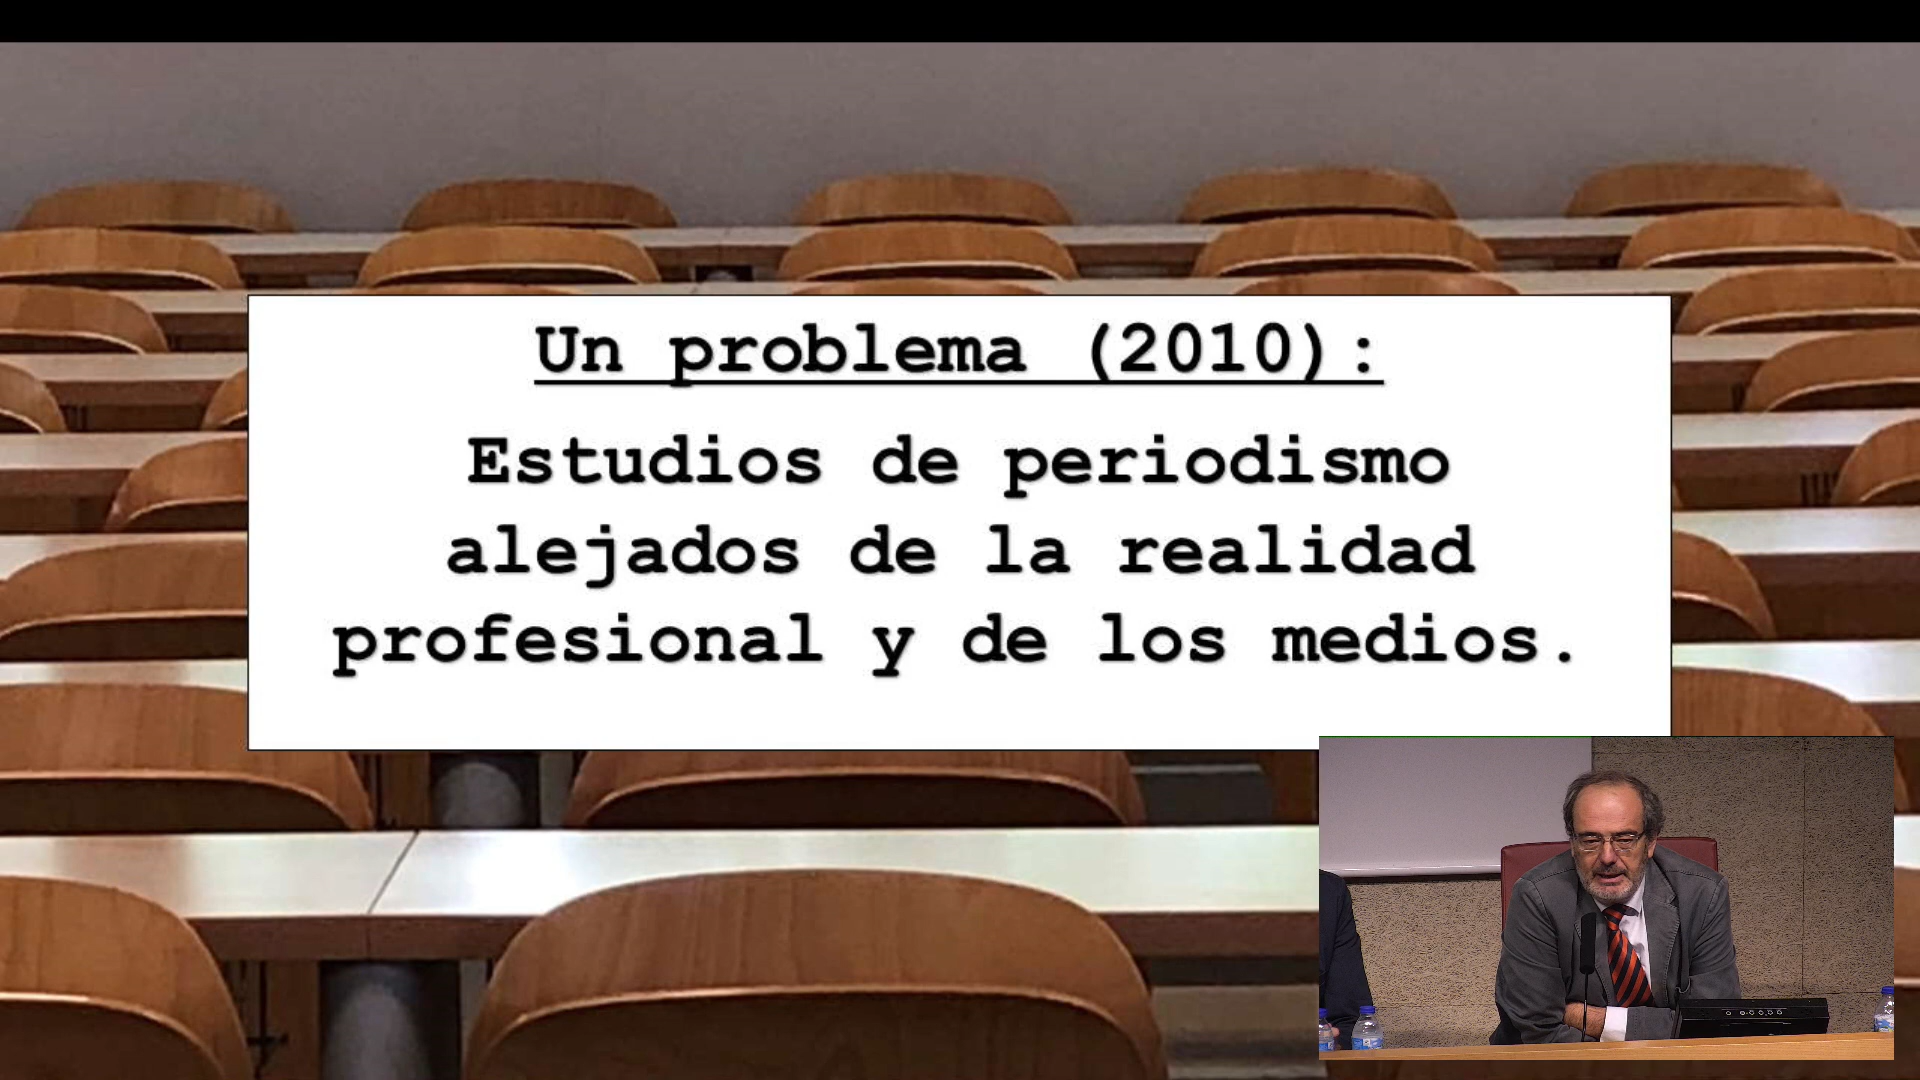 Un problema (2010):
Estudios de periodismo
alejados de la realidad
profesional y de los medios.